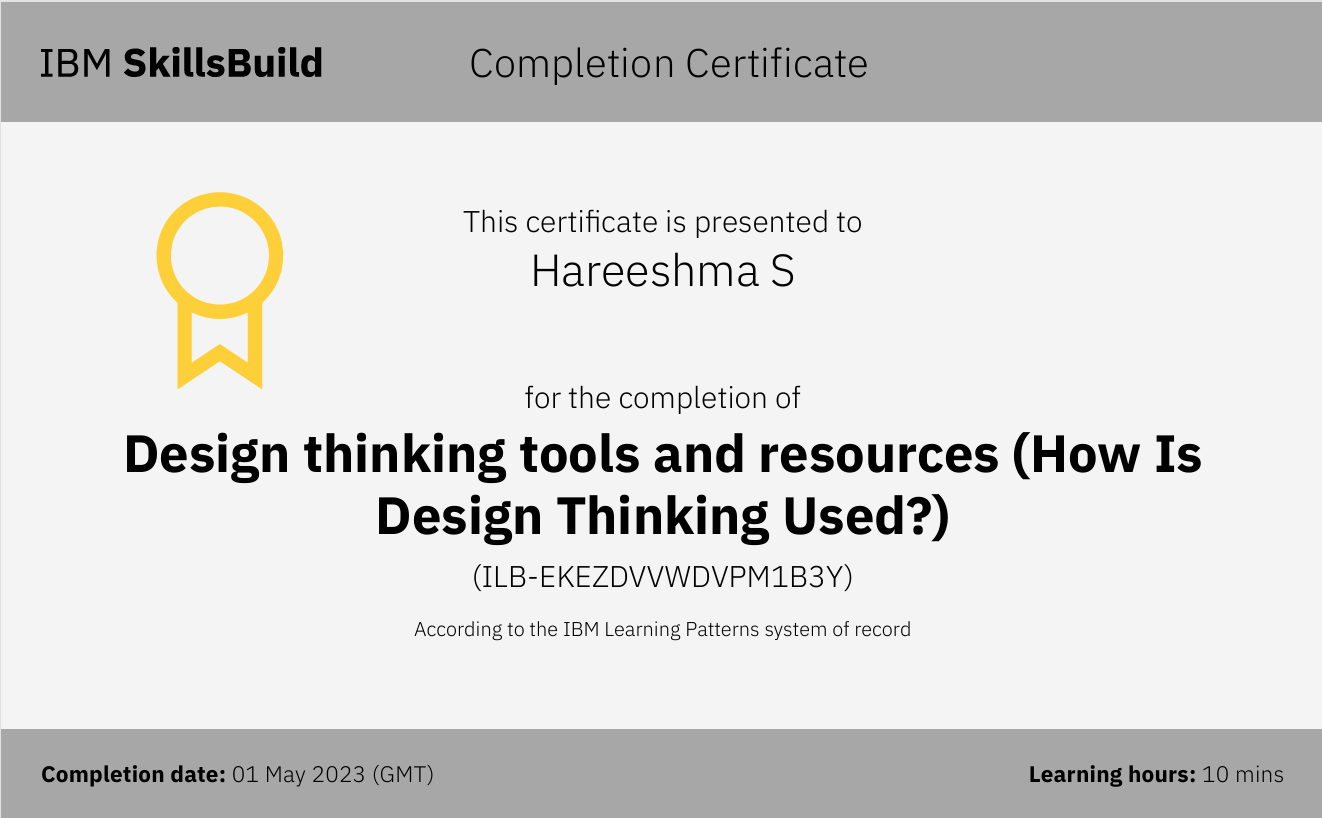 IBM SkillsBuild
Completion Certificate
This certificate is presented to
Hareeshma S
for the completion of
Design thinking tools and resources (How Is
Design Thinking Used?)
(ILB-EKEZDVVWDVPM1B3Y)
According to the IBM Learning Patterns system of record
Completion date: 01 May 2023 (GMT)
Learning hours: 10 mins